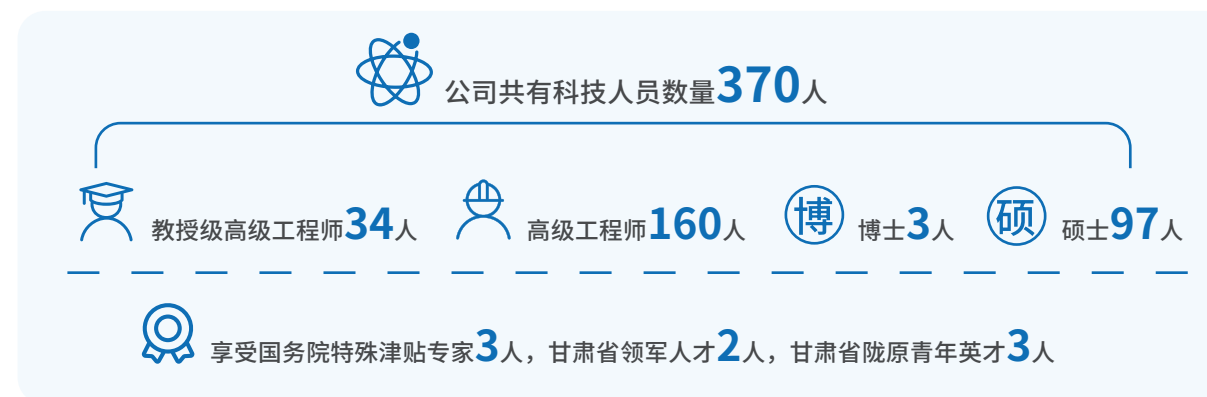 公司共有科技人员数量370人
教授级高级工程师34人 高级工程师160人 博 博士3人 硕 硕士97人
享受国务院特殊津贴专家3人，甘肃省领军人才2人，甘肃省陇原青年英才3人